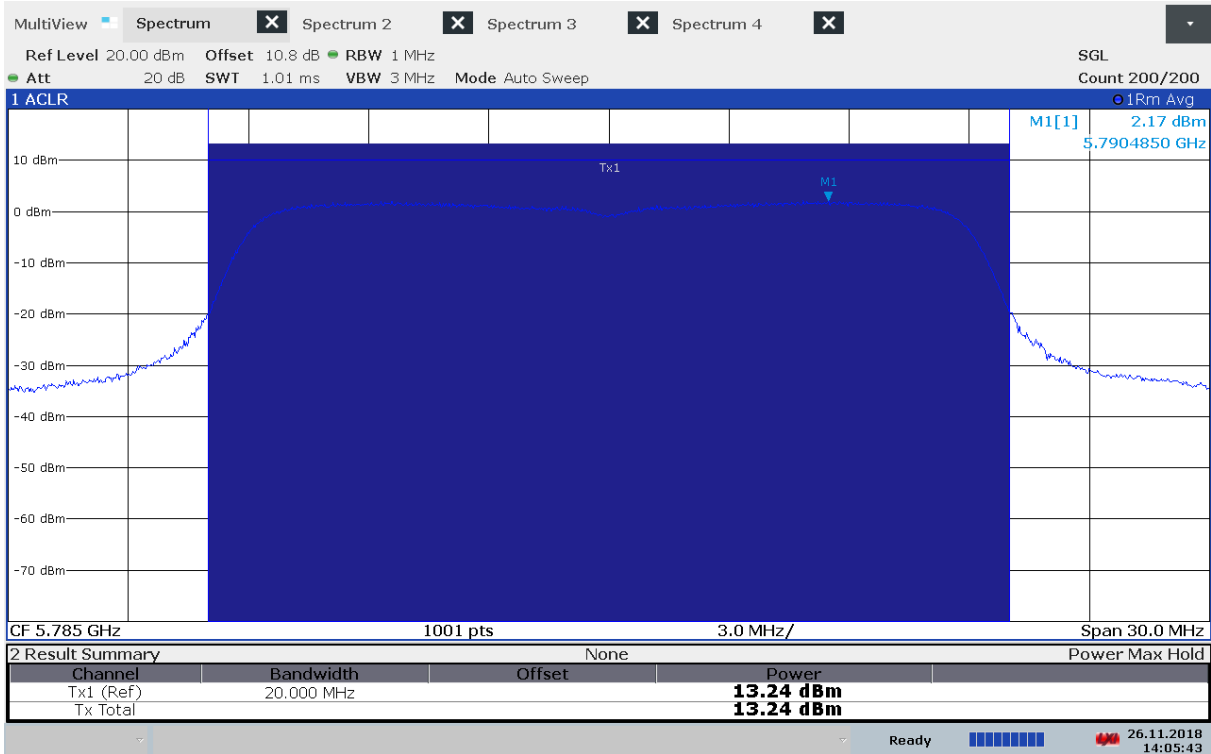 MultiView Spectrum Spectrum 2 Spectrum 3 Spectrum 4
Ref Level 20.00 dBm Offset 10.8 dB RBW 1 MHz SGL
Att 20 dB SWT 1.01 ms VBW 3 MHz Mode Auto Sweep Count 200/200
1 ACLR 1Rm Avg
M1[1] 2.17 dBm
5.7904850 GHz
10 dBm
Tx1
M1
0 dBm
-10 dBm
-20 dBm
-30 dBm
-40 dBm
-50 dBm
-60 dBm
-70 dBm
CF 5.785 GHz 1001 pts 3.0 MHz/ Span 30.0 MHz
2 Result Summary None Power Max Hold
Channel Bandwidth Offset Power
Tx1 (Ref) 20.000 MHz 13.24 dBm
Tx Total 13.24 dBm
Ready 26.11.2018
14:05:43